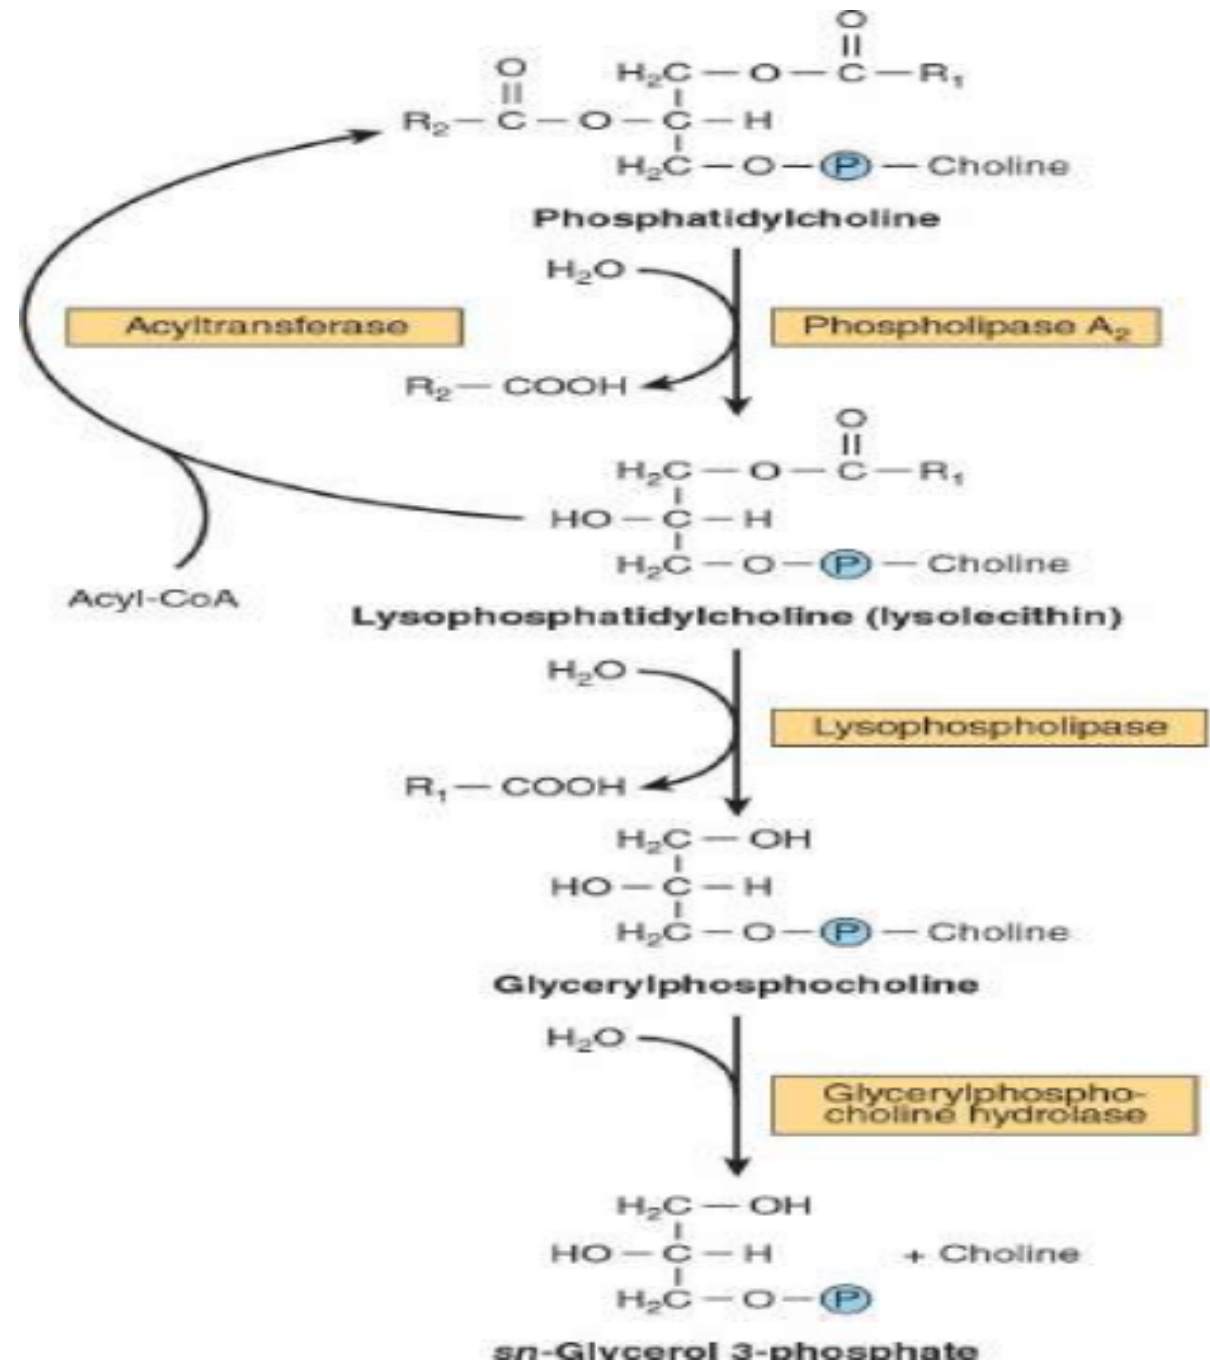 O
O
H₂C — O — C — R₁
R₂ — C — O — C — H
H₂C — O — P — Choline
Phosphatidylcholine
H₂O
Acyltransferase
Phospholipase A₂
R₂ — COOH
O
H₂C — O — C — R₁
HO — C — H
H₂C — O — P — Choline
Acyl-CoA
Lysophosphatidylcholine (lysolecithin)
H₂O
Lysophospholipase
R₁ — COOH
H₂C — OH
HO — C — H
H₂C — O — P — Choline
Glycerylphosphocholine
H₂O
Glycerylphospho-
choline hydrolase
H₂C — OH
HO — C — H + Choline
H₂C — O — P
sn-Glycerol 3-phosphate